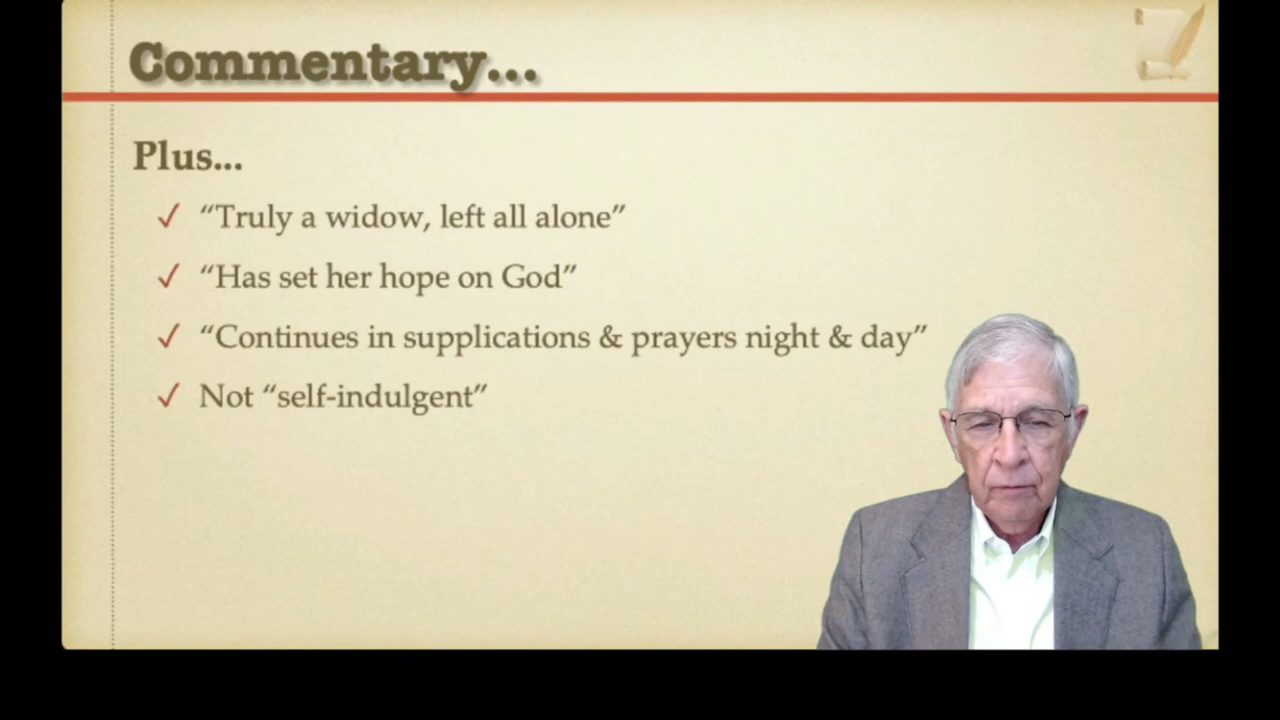 Commentary...
Plus...
✓ “Truly a widow, left all alone”
✓ “Has set her hope on God”
✓ “Continues in supplications & prayers night & day”
✓ Not “self-indulgent”